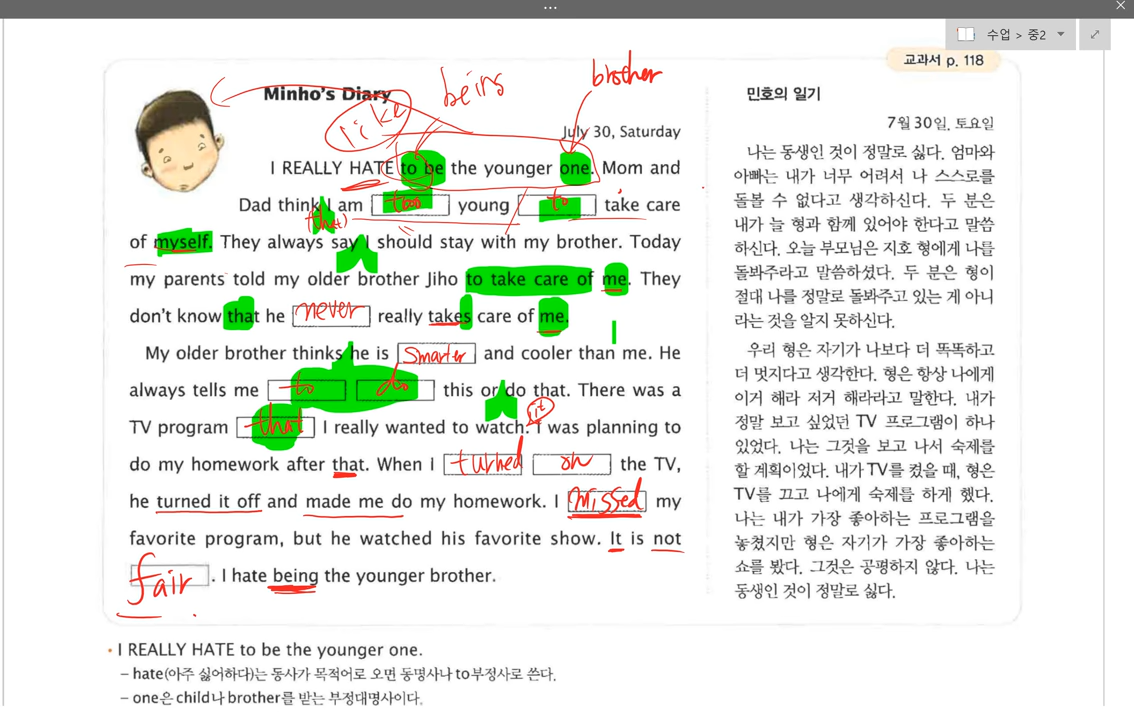 수업 > 중2
교과서 p. 118
Minho's Diary
like
being
brother
July 30, Saturday
I REALLY HATE to be the younger one. Mom and
Dad think I am too young to take care
(that)
of myself. They always say I should stay with my brother. Today
my parents told my older brother Jiho to take care of me. They
don't know that he never really takes care of me.
I
My older brother thinks he is smarter and cooler than me. He
always tells me to do this or do that. There was a
TV program that I really wanted to watch. I was planning to
it
do my homework after that. When I turned on the TV,
he turned it off and made me do my homework. I missed my
favorite program, but he watched his favorite show. It is not
fair. I hate being the younger brother.
민호의 일기
7월 30일, 토요일
나는 동생인 것이 정말로 싫다. 엄마와
아빠는 내가 너무 어려서 나 스스로를
돌볼 수 없다고 생각하신다. 두 분은
내가 늘 형과 함께 있어야 한다고 말씀
하신다. 오늘 부모님은 지호 형에게 나를
돌봐주라고 말씀하셨다. 두 분은 형이
절대 나를 정말로 돌봐주고 있는 게 아니
라는 것을 알지 못하신다.
우리 형은 자기가 나보다 더 똑똑하고
더 멋지다고 생각한다. 형은 항상 나에게
이거 해라 저거 해라라고 말한다. 내가
정말 보고 싶었던 TV 프로그램이 하나
있었다. 나는 그것을 보고 나서 숙제를
할 계획이었다. 내가 TV를 켰을 때, 형은
TV를 끄고 나에게 숙제를 하게 했다.
나는 내가 가장 좋아하는 프로그램을
놓쳤지만 형은 자기가 가장 좋아하는
쇼를 봤다. 그것은 공평하지 않다. 나는
동생인 것이 정말로 싫다.
• I REALLY HATE to be the younger one.
– hate(아주 싫어하다)는 동사가 목적어로 오면 동명사나 to부정사로 쓴다.
– one은 child나 brother를 받는 부정대명사이다.